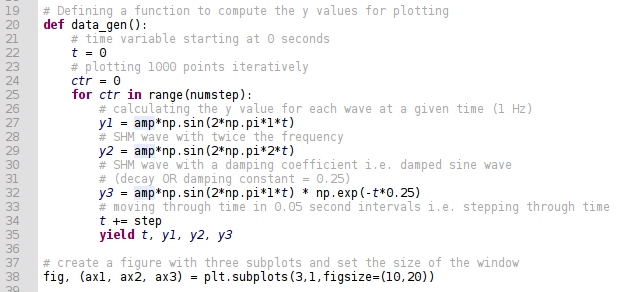 19 # Defining a function to compute the y values for plotting
20 def data_gen():
21     # time variable starting at 0 seconds
22     t = 0
23     # plotting 1000 points iteratively
24     ctr = 0
25     for ctr in range(numstep):
26         # calculating the y value for each wave at a given time (1 Hz)
27         y1 = amp*np.sin(2*np.pi*1*t)
28         # SHM wave with twice the frequency
29         y2 = amp*np.sin(2*np.pi*2*t)
30         # SHM wave with a damping coefficient i.e. damped sine wave
31         # (decay OR damping constant = 0.25)
32         y3 = amp*np.sin(2*np.pi*1*t) * np.exp(-t*0.25)
33         # moving through time in 0.05 second intervals i.e. stepping through time
34         t += step
35         yield t, y1, y2, y3
36
37 # create a figure with three subplots and set the size of the window
38 fig, (ax1, ax2, ax3) = plt.subplots(3,1,figsize=(10,20))